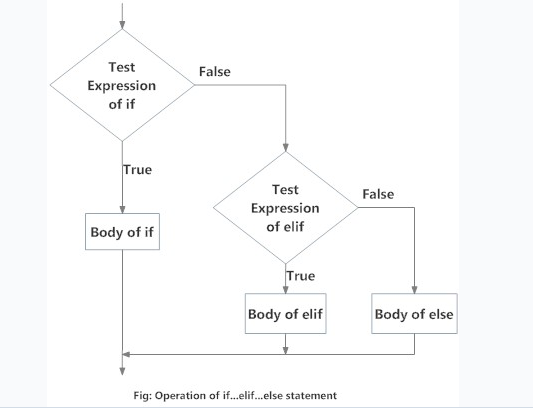 Test
Expression
of if
False
True
Test
Expression
of elif
False
Body of if
True
Body of elif
Body of else
Fig: Operation of if...elif...else statement